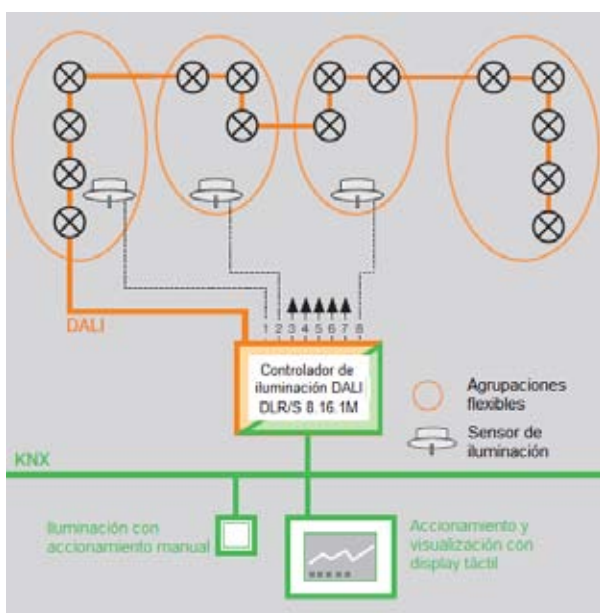 DALI
1 2 3 4 5 6 7 8
Controlador de
iluminación DALI
DLR/S 8.16.1M
Agrupaciones
flexibles
Sensor de
iluminación
KNX
Iluminación con
accionamiento manual
Accionamiento y
visualización con
display táctil